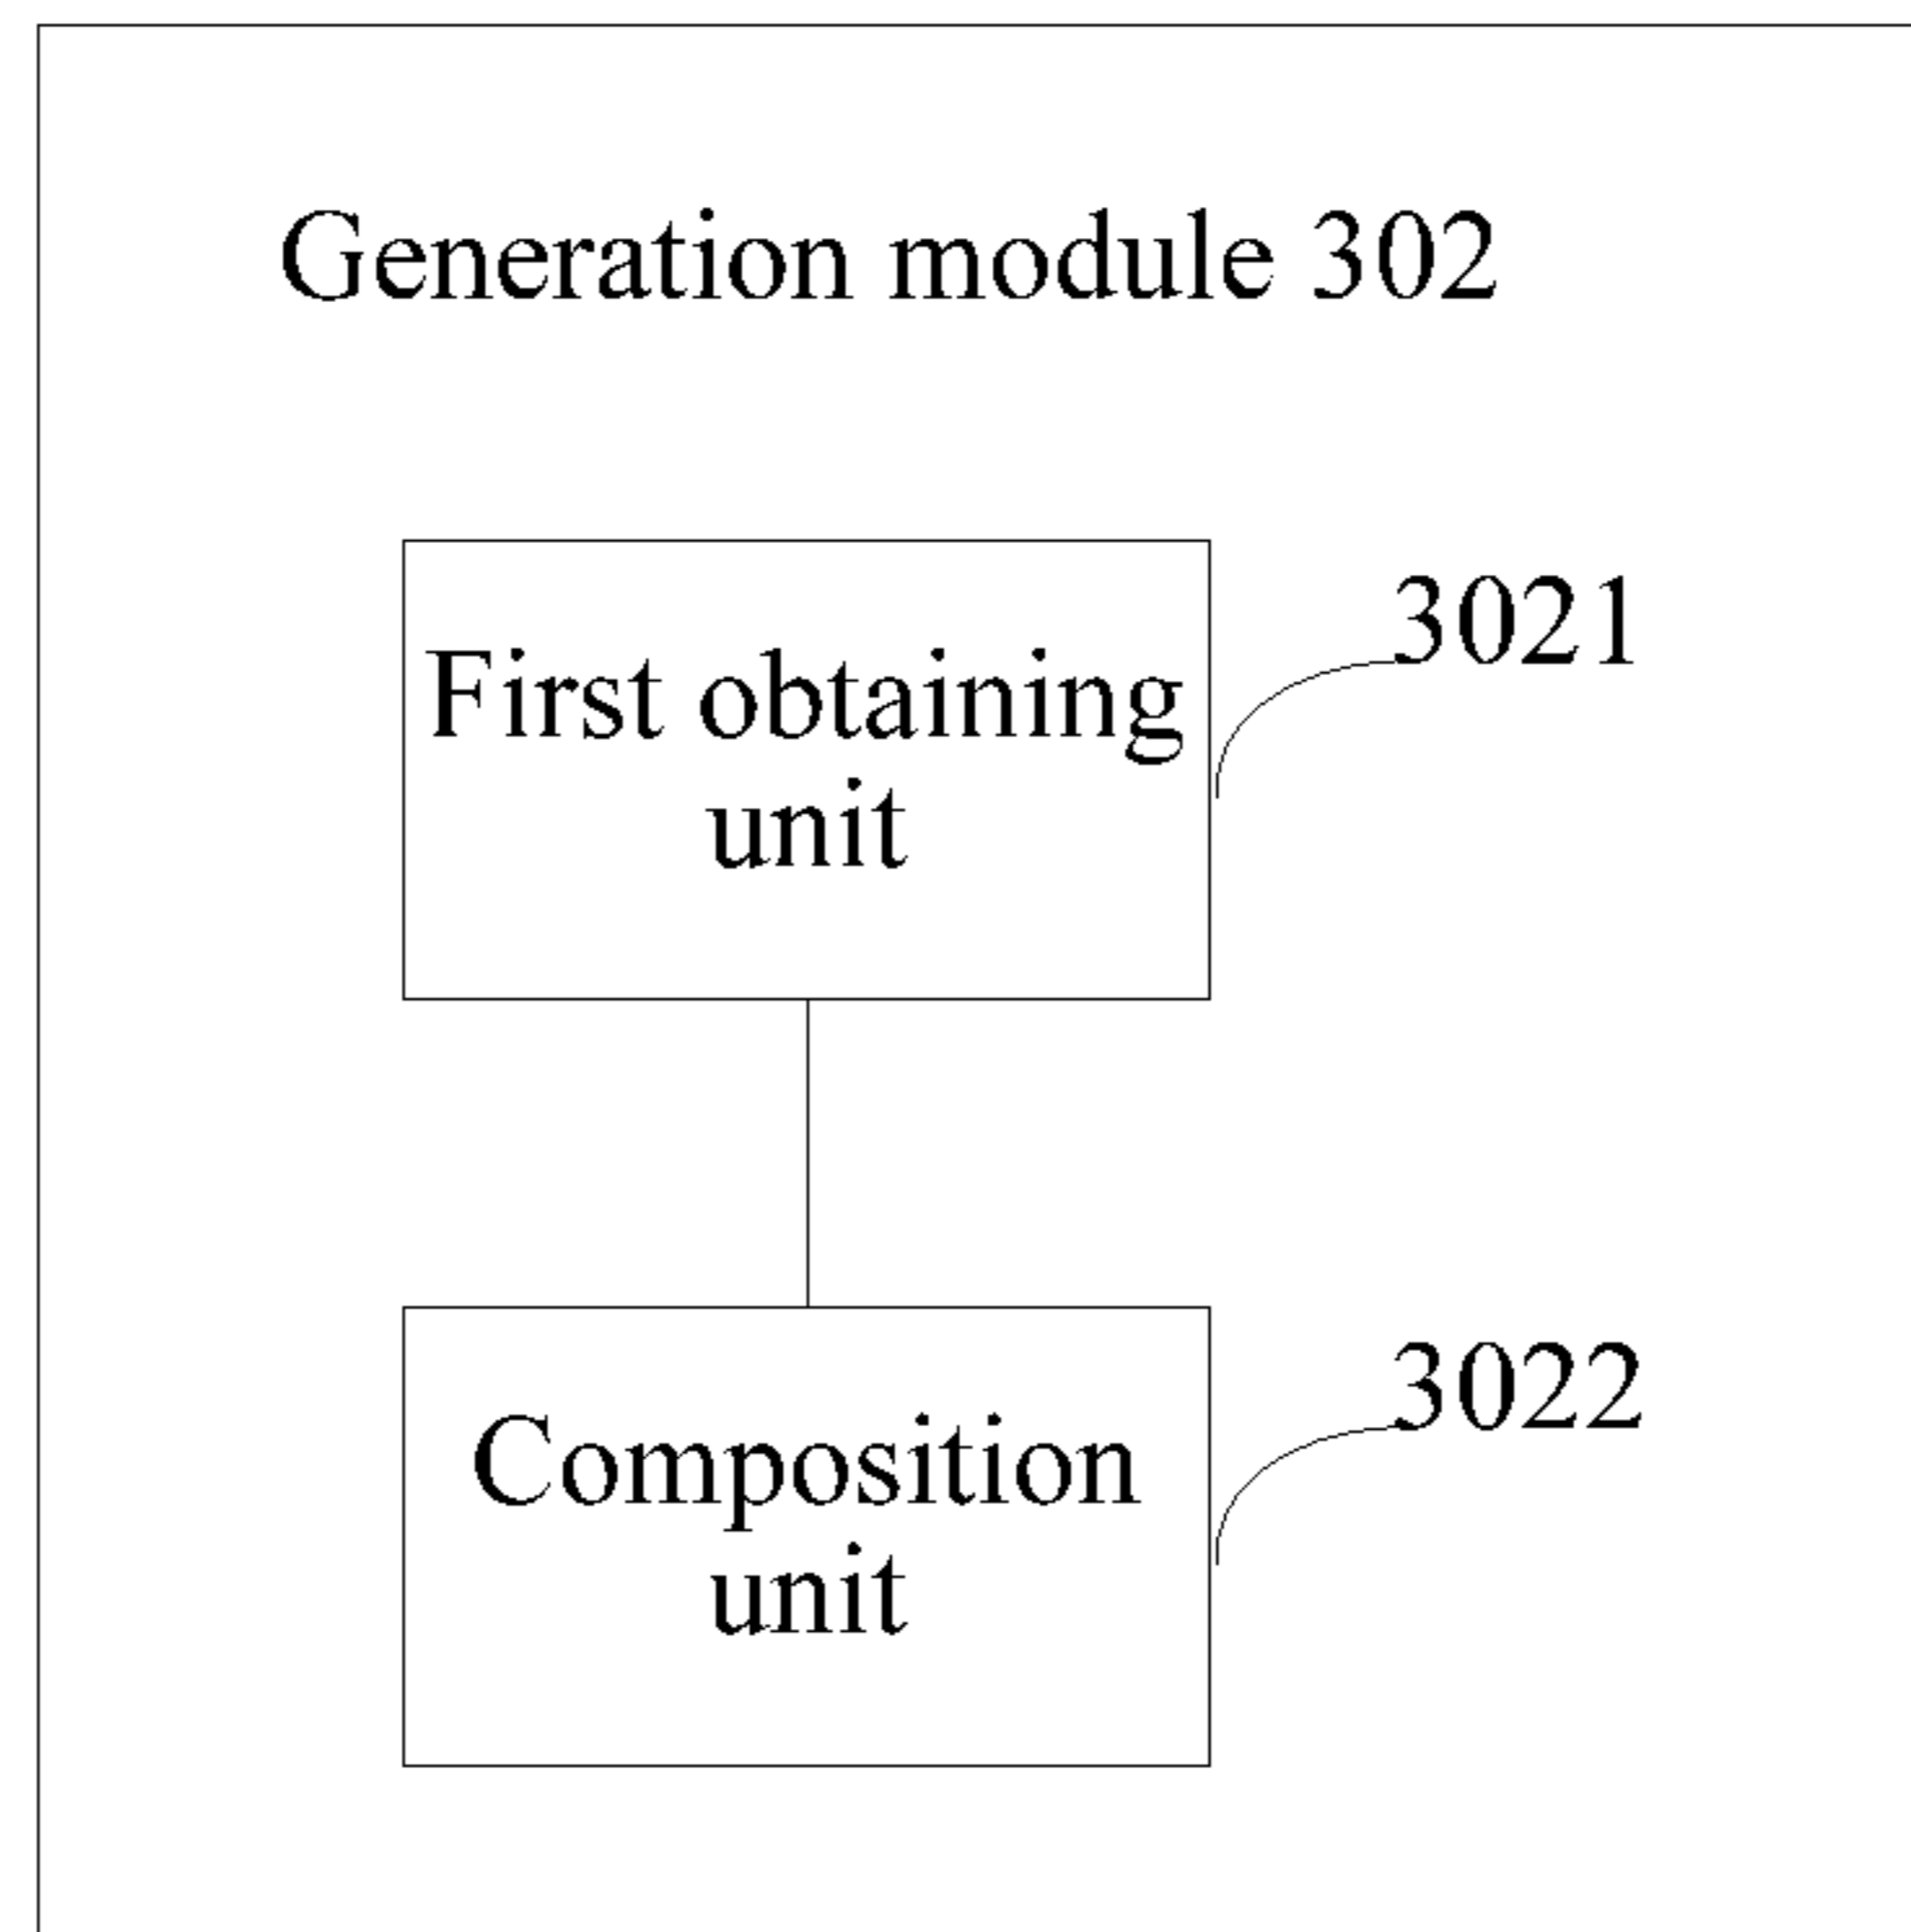 Generation module 302
3021
First obtaining
unit
3022
Composition
unit